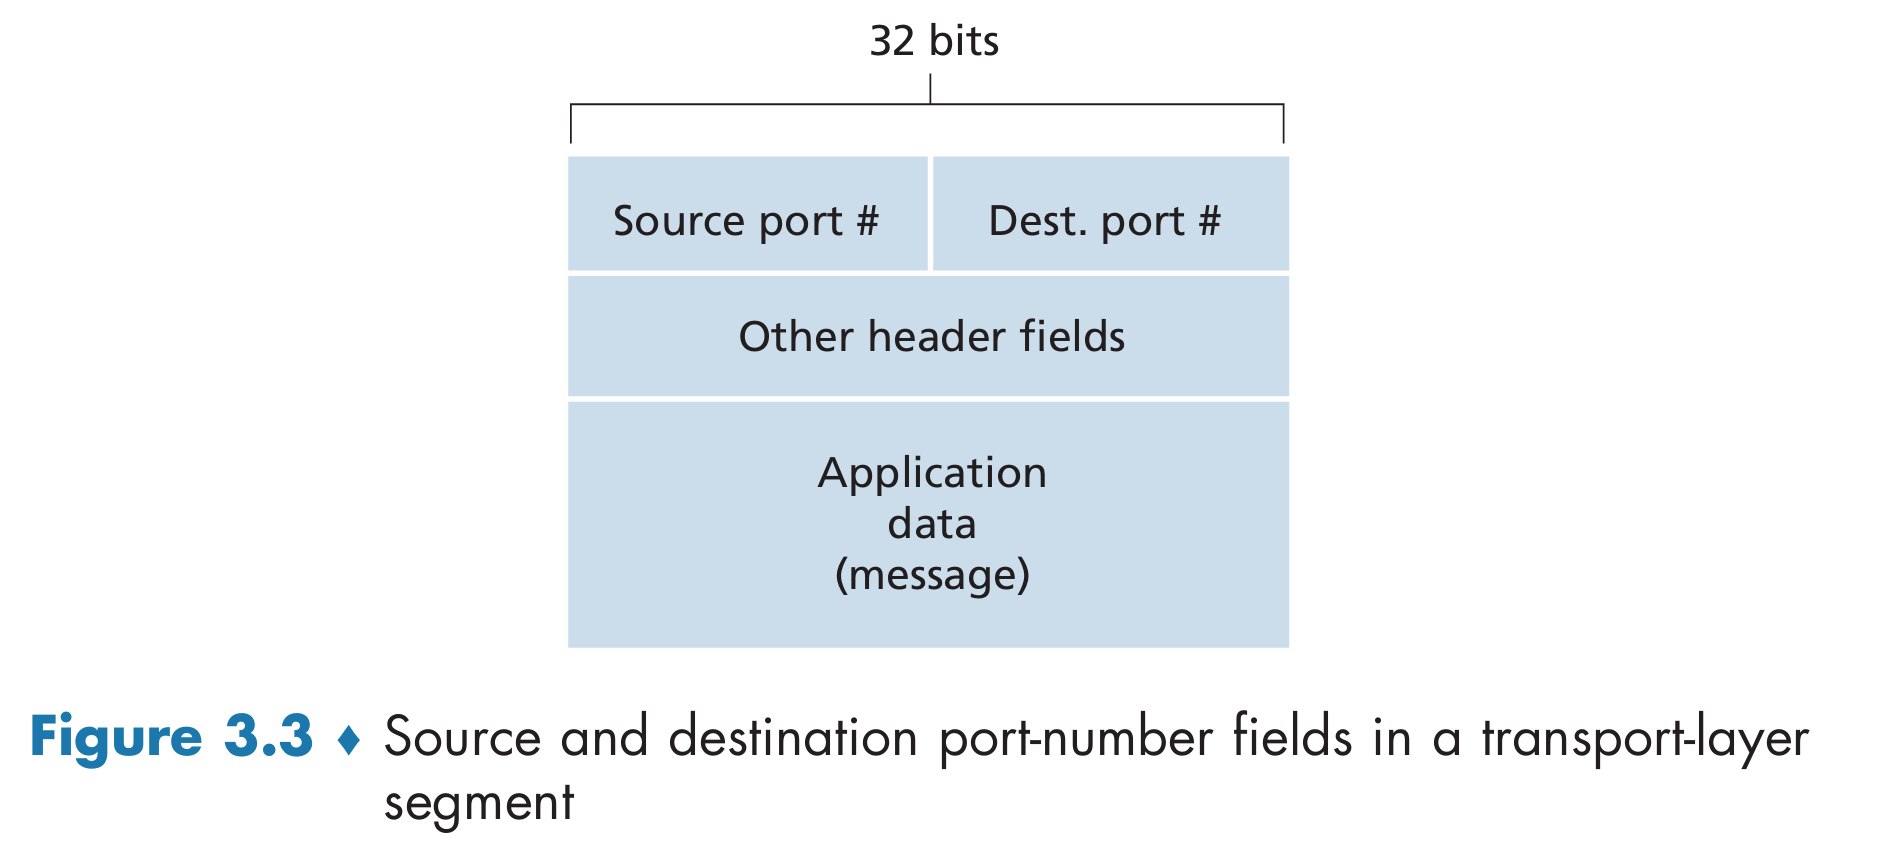 32 bits
Source port # Dest. port #
Other header fields
Application
data
(message)
Figure 3.3 ♦ Source and destination port-number fields in a transport-layer
segment